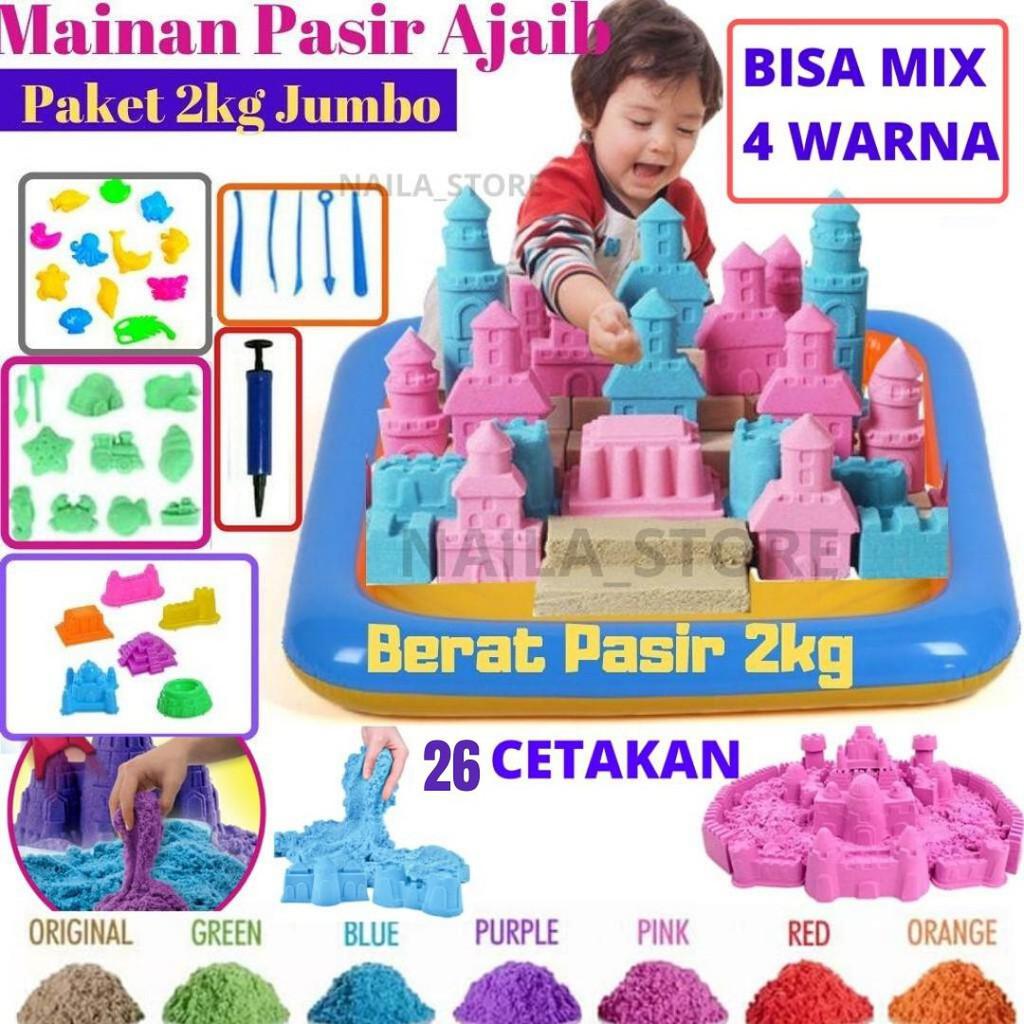 Mainan Pasir Ajaib
Paket 2kg Jumbo
BISA MIX
4 WARNA
NAILA_STORE
NAILA_STORE
Berat Pasir 2kg
26 CETAKAN
NAILA_STORE
ORIGINAL GREEN BLUE PURPLE PINK RED ORANGE